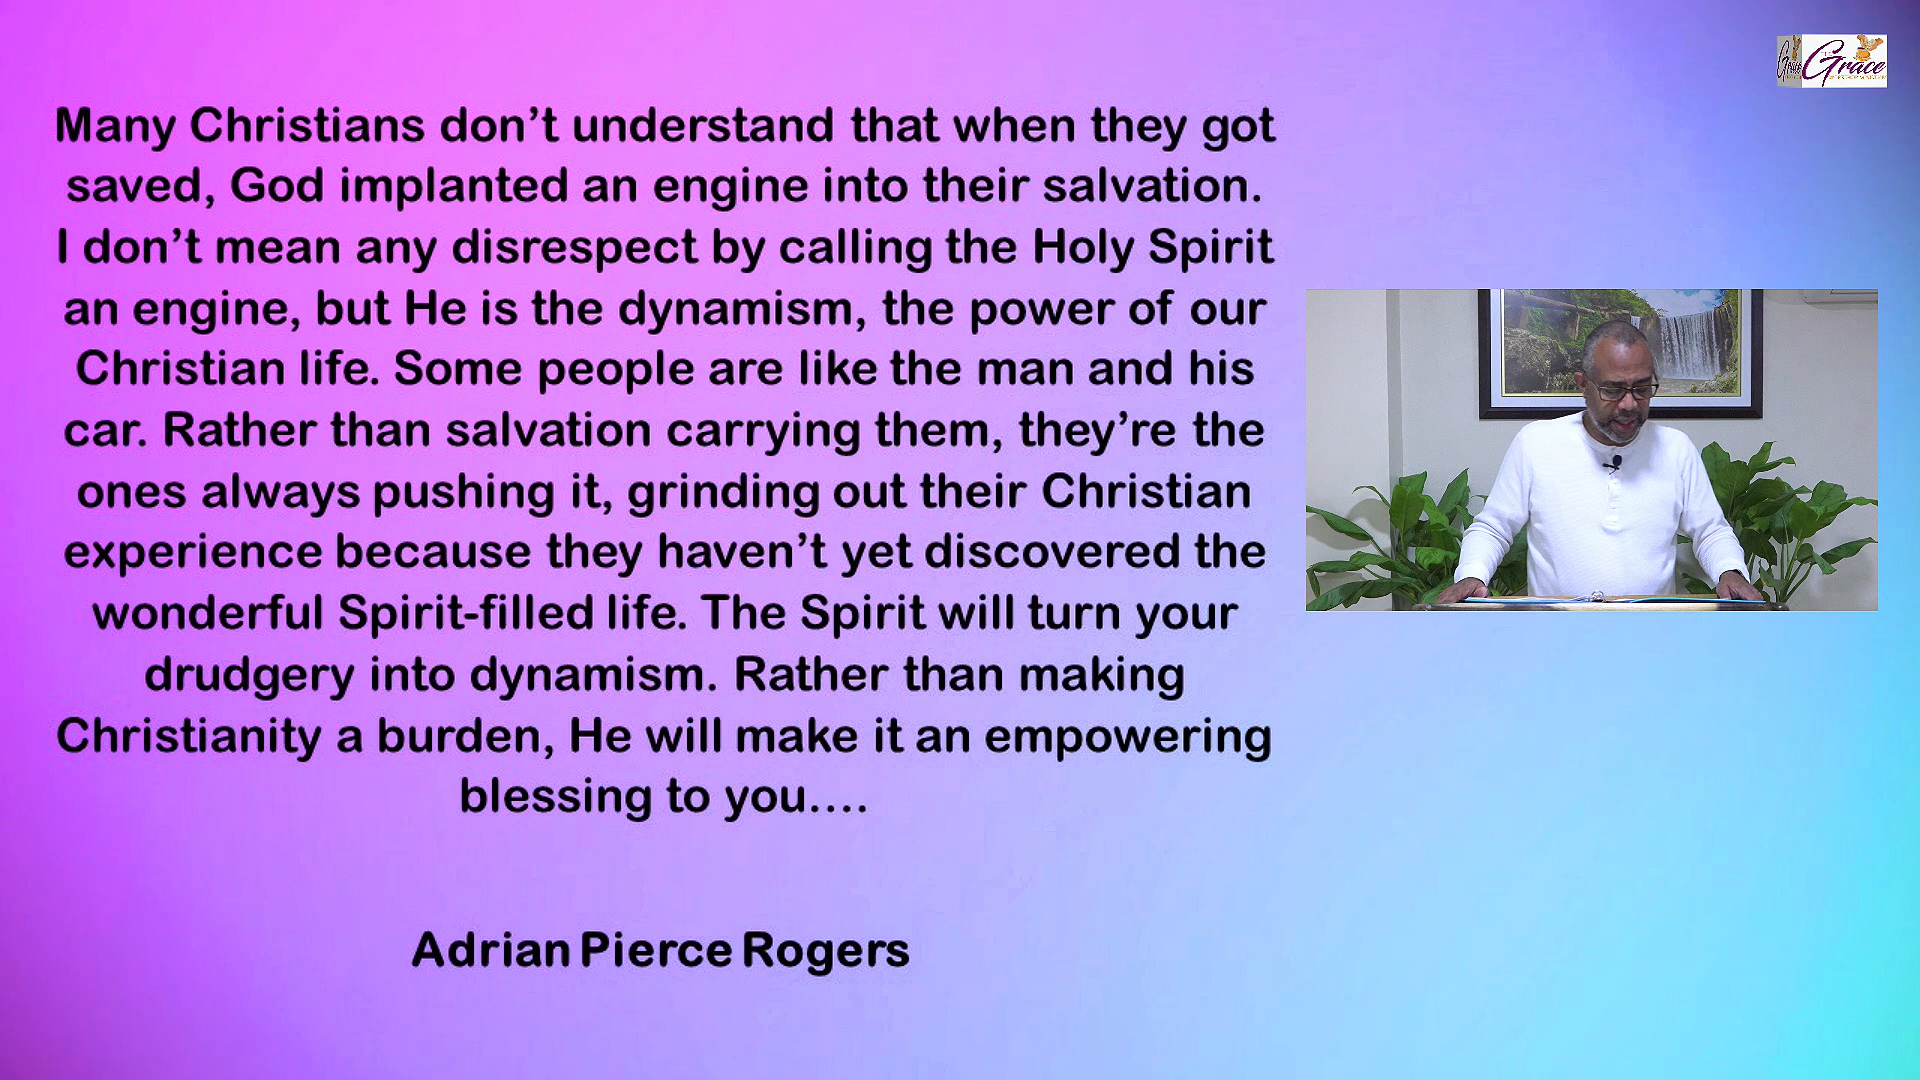 Many Christians don’t understand that when they got
saved, God implanted an engine into their salvation.
I don’t mean any disrespect by calling the Holy Spirit
an engine, but He is the dynamism, the power of our
Christian life. Some people are like the man and his
car. Rather than salvation carrying them, they’re the
ones always pushing it, grinding out their Christian
experience because they haven’t yet discovered the
wonderful Spirit-filled life. The Spirit will turn your
drudgery into dynamism. Rather than making
Christianity a burden, He will make it an empowering
blessing to you....
Adrian Pierce Rogers
Grace